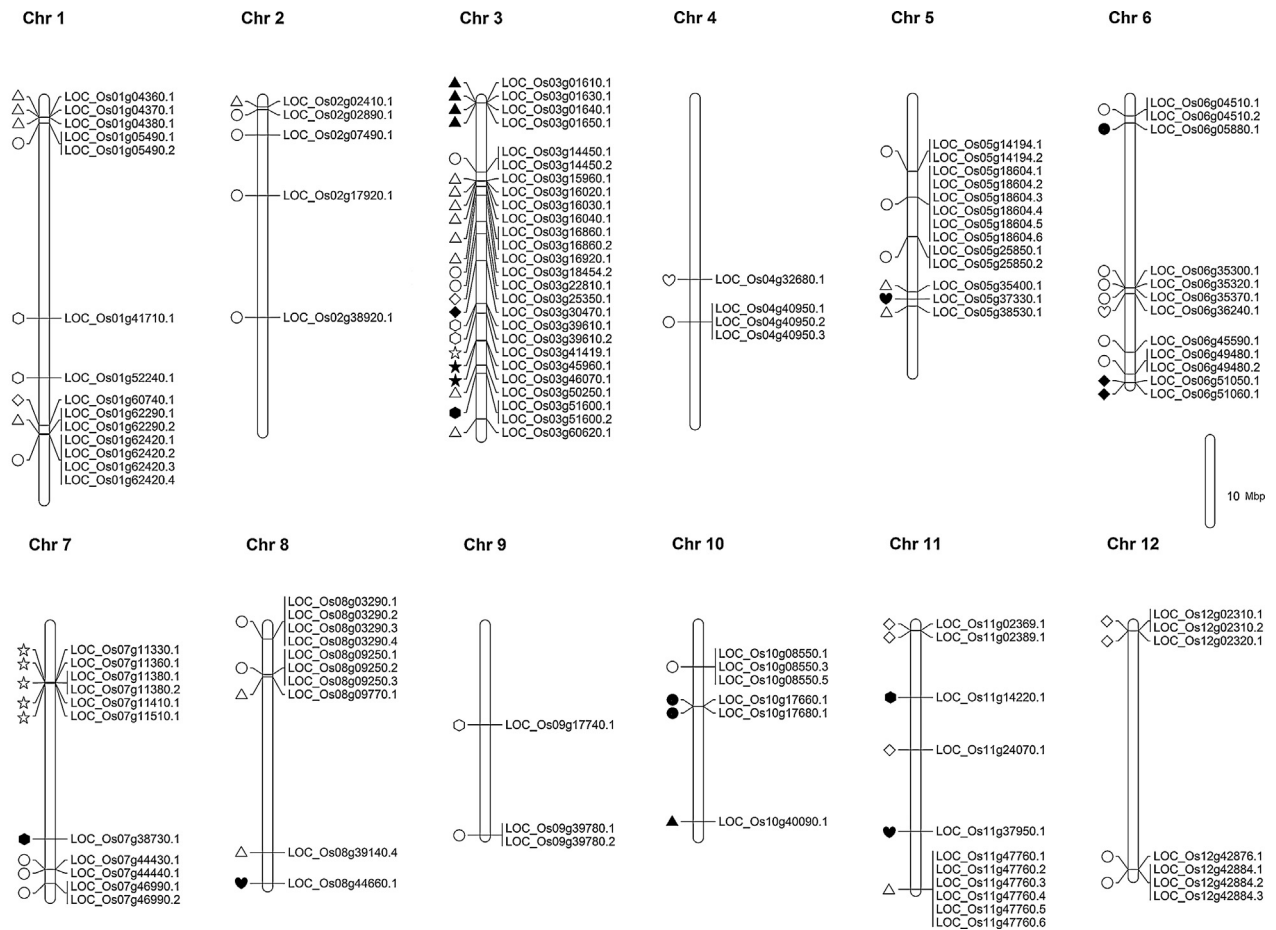 Chr 1
LOC_Os01g04360.1
LOC_Os01g04370.1
LOC_Os01g04380.1
LOC_Os01g05490.1
LOC_Os01g05490.2
LOC_Os01g41710.1
LOC_Os01g52240.1
LOC_Os01g60740.1
LOC_Os01g62290.1
LOC_Os01g62290.2
LOC_Os01g62420.1
LOC_Os01g62420.2
LOC_Os01g62420.3
LOC_Os01g62420.4
Chr 2
LOC_Os02g02410.1
LOC_Os02g02890.1
LOC_Os02g07490.1
LOC_Os02g17920.1
LOC_Os02g38920.1
Chr 3
LOC_Os03g01610.1
LOC_Os03g01630.1
LOC_Os03g01640.1
LOC_Os03g01650.1
LOC_Os03g14450.1
LOC_Os03g14450.2
LOC_Os03g15960.1
LOC_Os03g16020.1
LOC_Os03g16030.1
LOC_Os03g16040.1
LOC_Os03g16860.1
LOC_Os03g16860.2
LOC_Os03g16920.1
LOC_Os03g18454.2
LOC_Os03g22810.1
LOC_Os03g25350.1
LOC_Os03g30470.1
LOC_Os03g39610.1
LOC_Os03g39610.2
LOC_Os03g41419.1
LOC_Os03g45960.1
LOC_Os03g46070.1
LOC_Os03g50250.1
LOC_Os03g51600.1
LOC_Os03g51600.2
LOC_Os03g60620.1
Chr 4
LOC_Os04g32680.1
LOC_Os04g40950.1
LOC_Os04g40950.2
LOC_Os04g40950.3
Chr 5
LOC_Os05g14194.1
LOC_Os05g14194.2
LOC_Os05g18604.1
LOC_Os05g18604.2
LOC_Os05g18604.3
LOC_Os05g18604.4
LOC_Os05g18604.5
LOC_Os05g18604.6
LOC_Os05g25850.1
LOC_Os05g25850.2
LOC_Os05g35400.1
LOC_Os05g37330.1
LOC_Os05g38530.1
Chr 6
LOC_Os06g04510.1
LOC_Os06g04510.2
LOC_Os06g05880.1
LOC_Os06g35300.1
LOC_Os06g35320.1
LOC_Os06g35370.1
LOC_Os06g36240.1
LOC_Os06g45590.1
LOC_Os06g49480.1
LOC_Os06g49480.2
LOC_Os06g51050.1
LOC_Os06g51060.1
10 Mbp
Chr 7
LOC_Os07g11330.1
LOC_Os07g11360.1
LOC_Os07g11380.1
LOC_Os07g11380.2
LOC_Os07g11410.1
LOC_Os07g11510.1
LOC_Os07g38730.1
LOC_Os07g44430.1
LOC_Os07g44440.1
LOC_Os07g46990.1
LOC_Os07g46990.2
Chr 8
LOC_Os08g03290.1
LOC_Os08g03290.2
LOC_Os08g03290.3
LOC_Os08g03290.4
LOC_Os08g09250.1
LOC_Os08g09250.2
LOC_Os08g09250.3
LOC_Os08g09770.1
LOC_Os08g39140.4
LOC_Os08g44660.1
Chr 9
LOC_Os09g17740.1
LOC_Os09g39780.1
LOC_Os09g39780.2
Chr 10
LOC_Os10g08550.1
LOC_Os10g08550.3
LOC_Os10g08550.5
LOC_Os10g17660.1
LOC_Os10g17680.1
LOC_Os10g40090.1
Chr 11
LOC_Os11g02369.1
LOC_Os11g02389.1
LOC_Os11g14220.1
LOC_Os11g24070.1
LOC_Os11g37950.1
LOC_Os11g47760.1
LOC_Os11g47760.2
LOC_Os11g47760.3
LOC_Os11g47760.4
LOC_Os11g47760.5
LOC_Os11g47760.6
Chr 12
LOC_Os12g02310.1
LOC_Os12g02310.2
LOC_Os12g02320.1
LOC_Os12g42876.1
LOC_Os12g42884.1
LOC_Os12g42884.2
LOC_Os12g42884.3